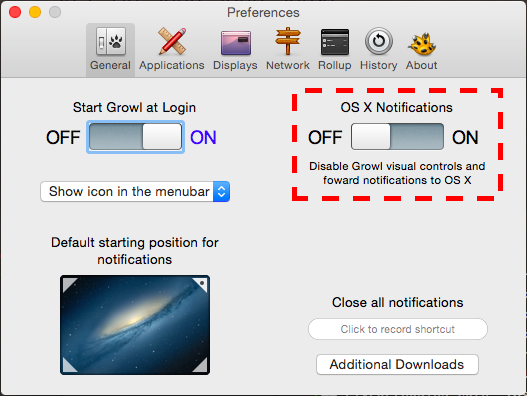 Preferences
General Applications Displays Network Rollup History About
Start Growl at Login
OFF ON
Show icon in the menubar
Default starting position for
notifications
OS X Notifications
OFF ON
Disable Growl visual controls and
foward notifications to OS X
Close all notifications
Click to record shortcut
Additional Downloads